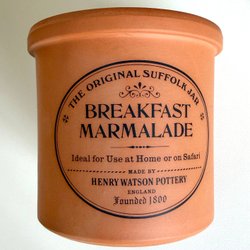 THE ORIGINAL SUFFOLK JAR
BREAKFAST
MARMALADE
Ideal for Use at Home or on Safari
MADE BY
HENRY WATSON POTTERY
ENGLAND
Founded 1800